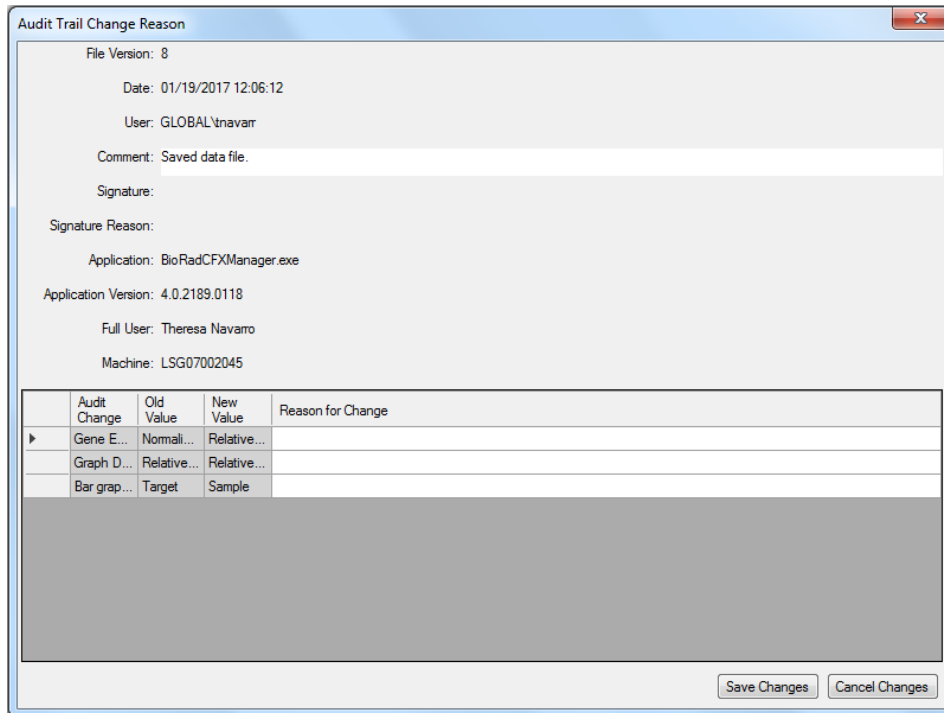 Audit Trail Change Reason
File Version: 8
Date: 01/19/2017 12:06:12
User: GLOBAL\tnavarr
Comment: Saved data file.
Signature:
Signature Reason:
Application: BioRadCFXManager.exe
Application Version: 4.0.2189.0118
Full User: Theresa Navarro
Machine: LSG07002045
Audit Change Old Value New Value Reason for Change
Gene E... Normali... Relative...
Graph D... Relative... Relative...
Bar grap... Target Sample
Save Changes Cancel Changes